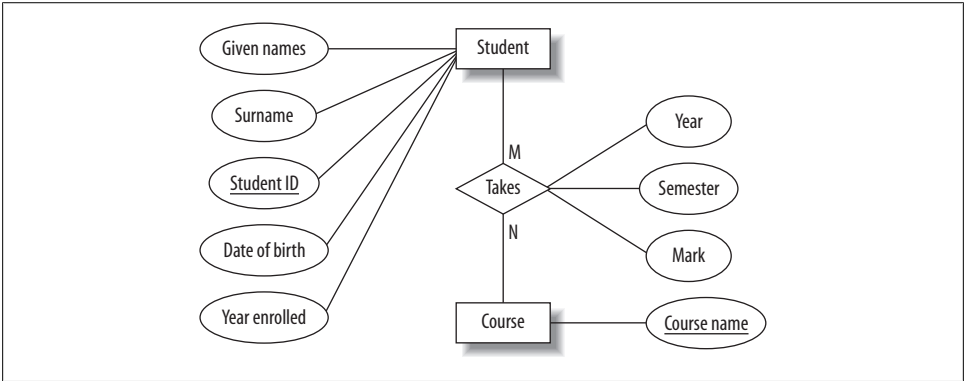 Given names
Student
Surname
Student ID
Date of birth
Year enrolled
M
Takes
N
Year
Semester
Mark
Course
Course name